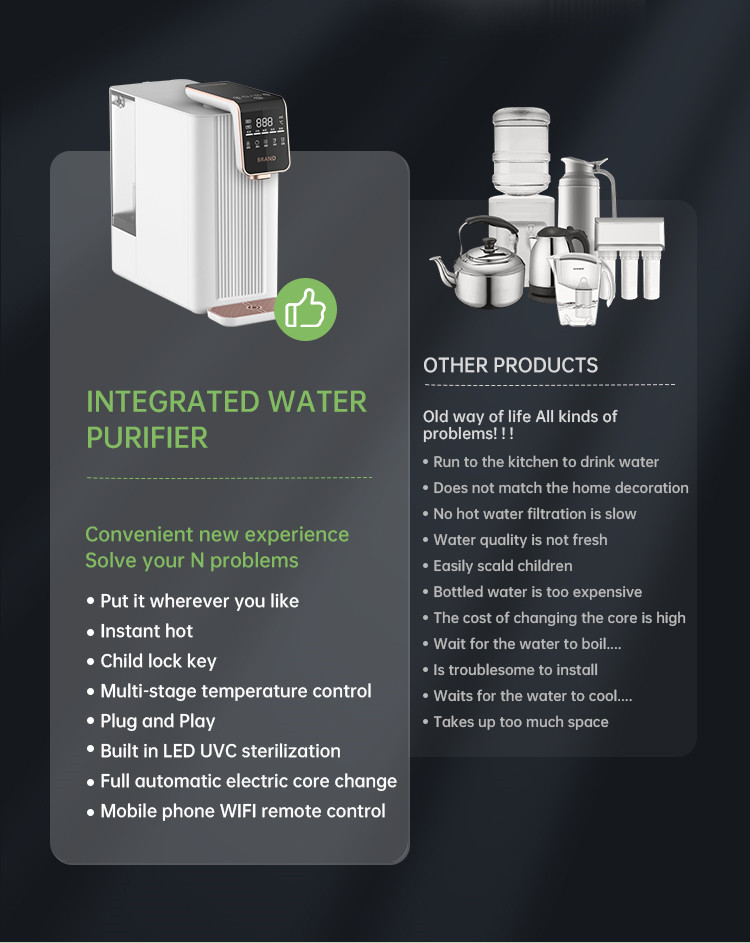 888
BRAND
INTEGRATED WATER
PURIFIER
Convenient new experience
Solve your N problems
• Put it wherever you like
• Instant hot
• Child lock key
• Multi-stage temperature control
• Plug and Play
• Built in LED UVC sterilization
• Full automatic electric core change
• Mobile phone WIFI remote control
OTHER PRODUCTS
Old way of life All kinds of
problems! ! !
• Run to the kitchen to drink water
• Does not match the home decoration
• No hot water filtration is slow
• Water quality is not fresh
• Easily scald children
• Bottled water is too expensive
• The cost of changing the core is high
• Wait for the water to boil....
• Is troublesome to install
• Waits for the water to cool....
• Takes up too much space